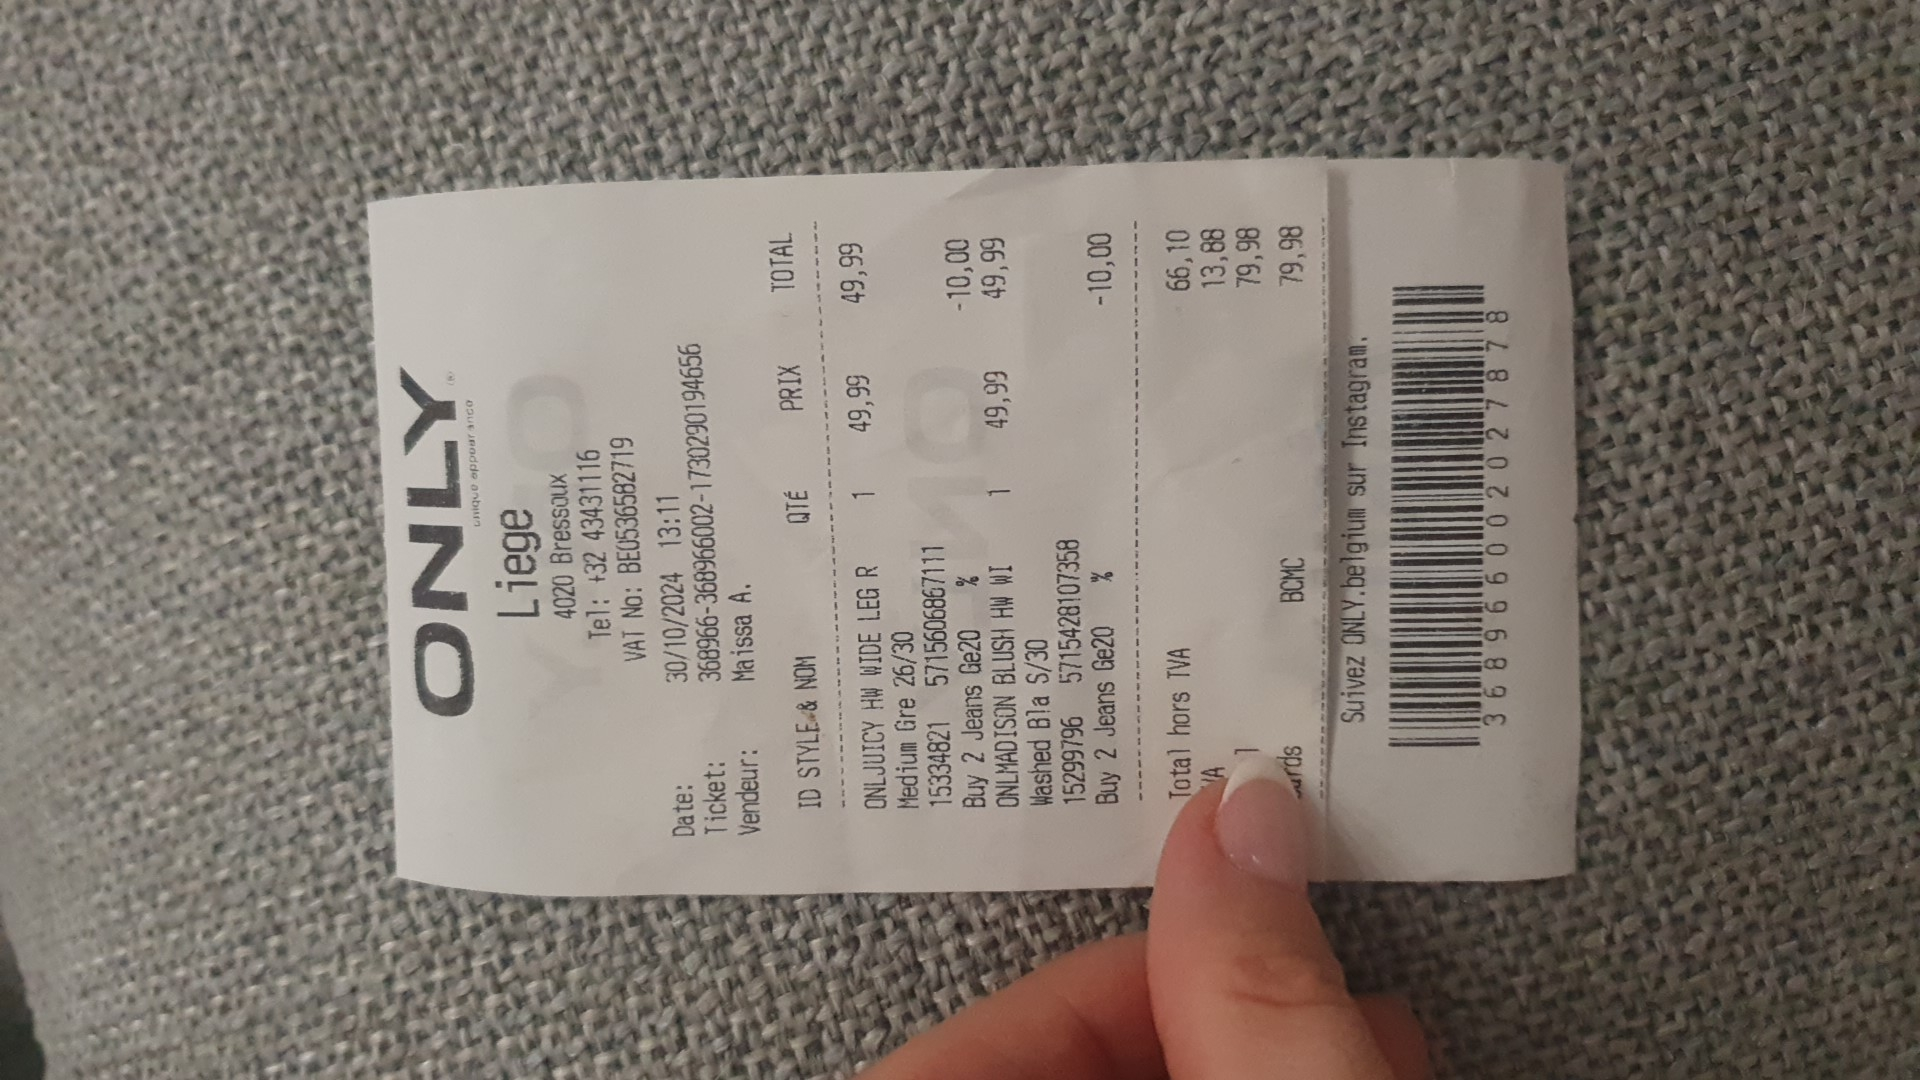 ONLY
unique appearance
Liege
4020 Bressoux
Tel: +32 43431116
VAT No: BE0536582719
Date: 30/10/2024 13:11
Ticket: 368966-368966002-1730290194656
Vendeur: Maissa A.
ID STYLE & NOM QTÉ PRIX TOTAL
ONLJUICY HW WIDE LEG R 1 49,99 49,99
Medium Gre 26/30
15334821 5715606867111
Buy 2 Jeans Ge20 % -10,00
ONLMADISON BLUSH HW WI 1 49,99 49,99
Washed Bla S/30
15299796 5715428107358
Buy 2 Jeans Ge20 % -10,00
Total hors TVA 66,10
13,88
79,98
BCMC 79,98
Suivez ONLY.belgium sur Instagram.
3689660020278​78